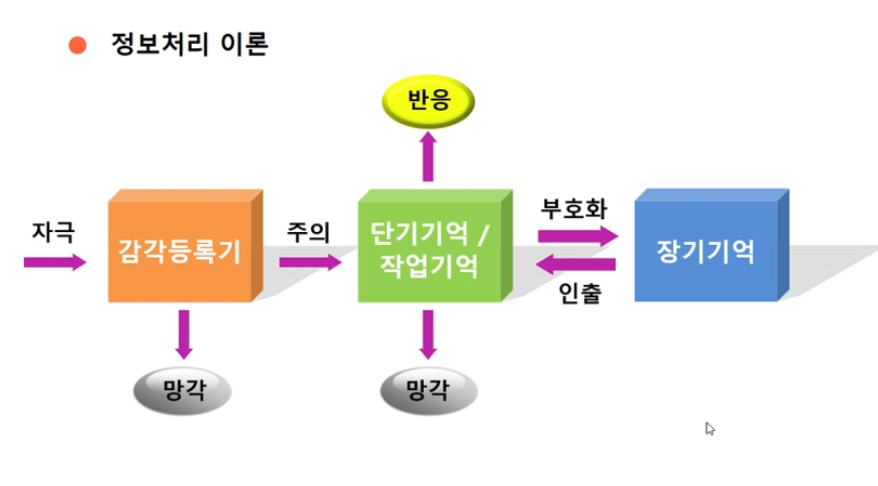 정보처리 이론
반응
자극
감각등록기
주의
단기기억 /
작업기억
부호화
인출
장기기억
망각
망각